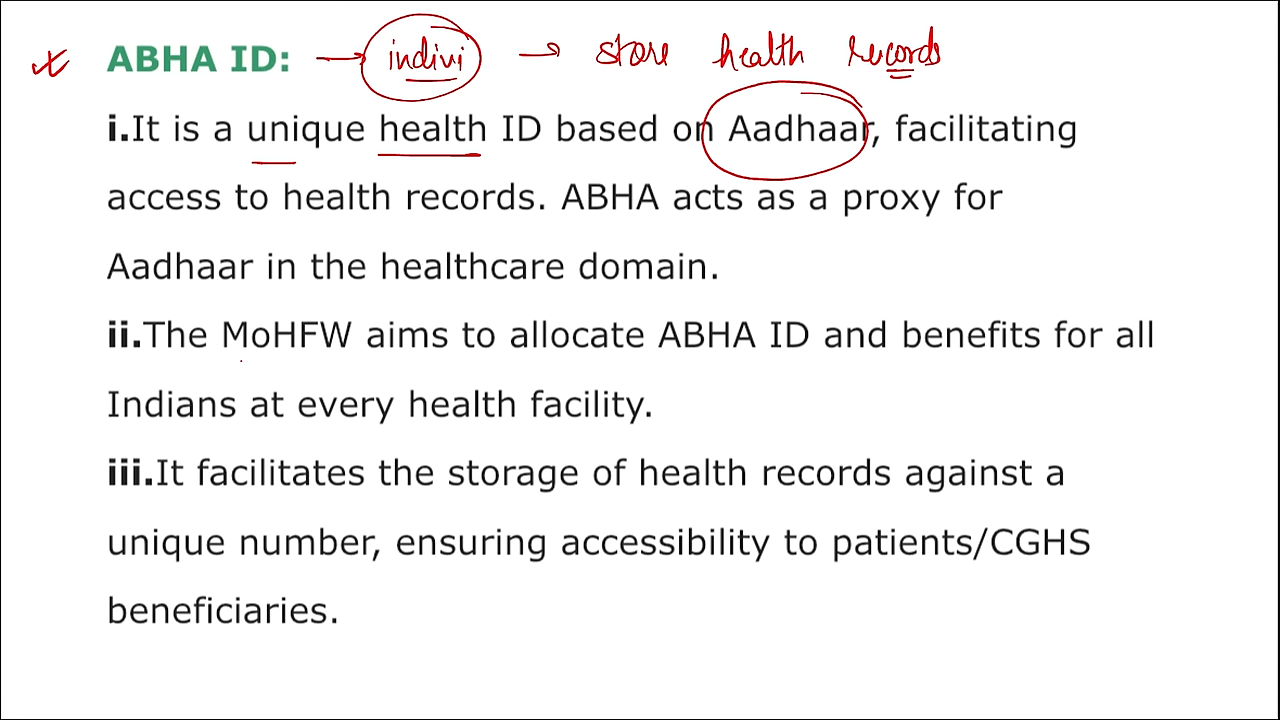 ABHA ID: → indivi → store health records
i.It is a unique health ID based on Aadhaar, facilitating
access to health records. ABHA acts as a proxy for
Aadhaar in the healthcare domain.
ii.The MoHFW aims to allocate ABHA ID and benefits for all
Indians at every health facility.
iii.It facilitates the storage of health records against a
unique number, ensuring accessibility to patients/CGHS
beneficiaries.